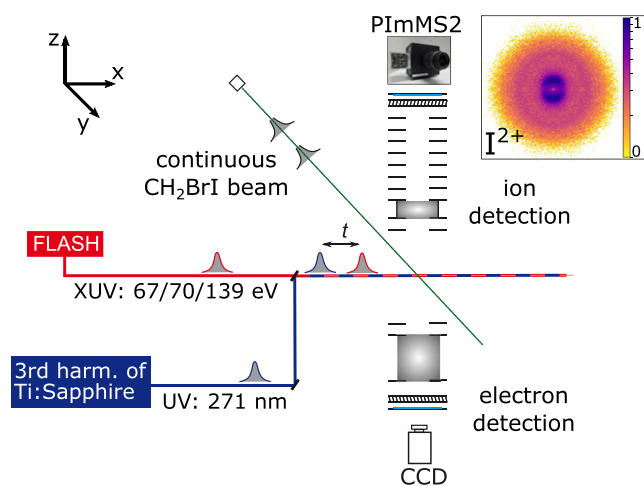 PImMS2
z
x
y
1
0
I2+
continuous
CH2BrI beam
ion
detection
FLASH
t
XUV: 67/70/139 eV
3rd harm. of
Ti:Sapphire
UV: 271 nm
electron
detection
CCD